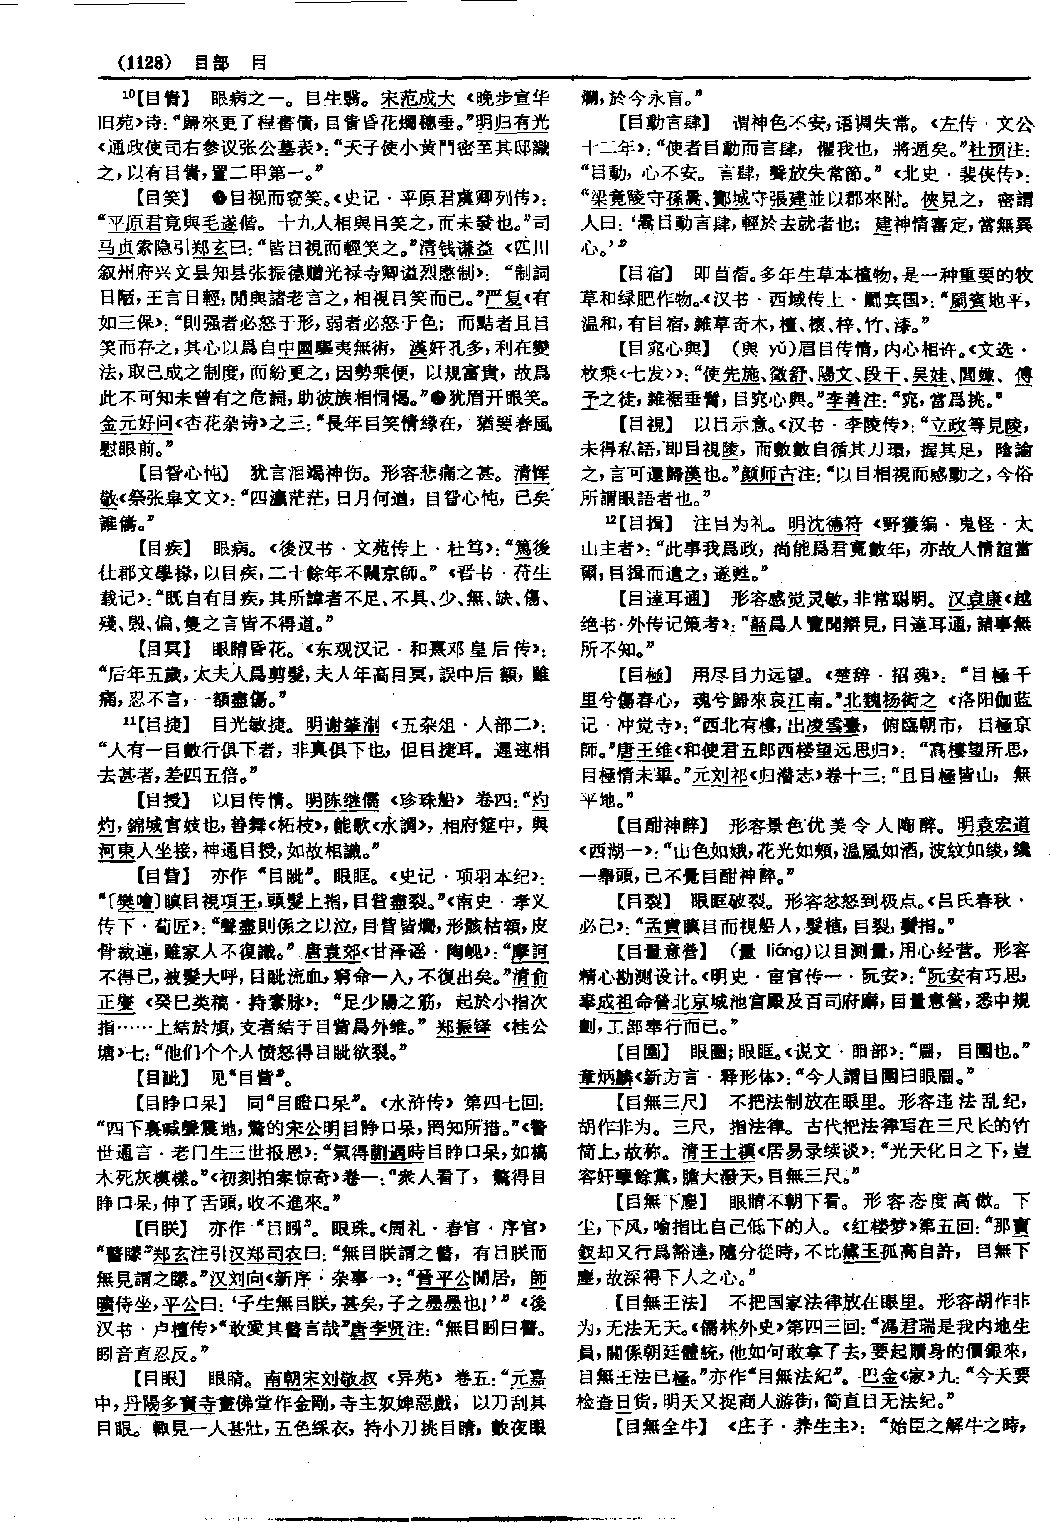 (1128) 目部 目
10【目眚】 眼病之一。目生翳。宋范成大《晚步宣华
旧苑》诗：“歸來更了程書債，目眚昏花爛穗垂。”明归有光
《通政使司右参议张公墓表》：“天子使小黄門密至其邸識
之，以有目眚，置二甲第一。”
【目笑】 ❶目视而窃笑。《史记·平原君虞卿列传》：
“平原君竟與毛遂偕。十九人相與目笑之，而未發也。”司
马贞索隐引郑玄曰：“皆目視而輕笑之。”清钱谦益《四川
叙州府兴文县知县张振德赠光禄寺卿谥烈愍制》：“制詞
日陋，王言日輕；閒與諸老言之，相視目笑而已。”严复《有
如三保》：“則强者必怒于形，弱者必怒于色；而黠者且目
笑而存之，其心以爲自中國驅夷無術，漢奸孔多，利在變
法，取已成之制度，而紛更之，因勢乘便，以規富貴，故爲
此不可知未曾有之危詞，助彼族相恫愒。”❷犹眉开眼笑。
金元好问《杏花杂诗》之三：“長年目笑情緣在，猶要春風
慰眼前。”
【目眢心忳】 犹言泪竭神伤。形容悲痛之甚。清恽
敬《祭张皋文文》：“四瀛茫茫，日月何遒，目眢心忳，已矣
誰儔。”
【目疾】 眼病。《後汉书·文苑传上·杜笃》：“篤後
仕郡文學掾，以目疾，二十餘年不闚京師。”《晋书·苻生
载记》：“既自有目疾，其所諱者不足、不具、少、無、缺、傷、
殘、毁、偏、隻之言皆不得道。”
【目冥】 眼睛昏花。《东观汉记·和熹邓皇后传》：
“后年五歲，太夫人爲剪髮，夫人年高目冥，誤中后額，雖
痛，忍不言，一額盡傷。”
11【目捷】 目光敏捷。明谢肇淛《五杂俎·人部二》：
“人有一目數行俱下者，非真俱下也，但目捷耳。遲速相
去甚者，差四五倍。”
【目授】 以目传情。明陈继儒《珍珠船》卷四：“灼
灼，錦城官妓也，善舞《柘枝》，能歌《水調》，相府筵中，與
河東人坐接，神通目授，如故相識。”
【目眥】 亦作“目眦”。眼眶。《史记·项羽本纪》：
“〔樊噲〕瞋目視項王，頭髮上指，目眥盡裂。”《南史·孝义
传下·荀匠》：“聲盡則係之以泣，目眥皆爛，形骸枯顇，皮
骨裁連，雖家人不復識。”唐袁郊《甘泽谣·陶岘》：“摩訶
不得已，被髮大呼，目眦流血，窮命一入，不復出矣。”清俞
正燮《癸巳类稿·持素脉》：“足少陽之筋，起於小指次
指……上結於頄，支者結于目眥爲外維。”郑振铎《桂公
塘》七：“他们个个人愤怒得目眦欲裂。”
【目眦】 见“目眥”。
【目睁口呆】 同“目瞪口呆”。《水浒传》第四七回：
“四下裏喊聲震地，驚的宋公明目睁口呆，罔知所措。”《警
世通言·老门生三世报恩》：“氣得蒯遇時目睁口呆，如槁
木死灰模樣。”《初刻拍案惊奇》卷一：“衆人看了，驚得目
睁口呆，伸了舌頭，收不進來。”
【目眹】 亦作“目䀕”。眼珠。《周礼·春官·序官》
“瞽矇”郑玄注引汉郑司农曰：“無目眹謂之瞽，有目眹而
無見謂之矇。”汉刘向《新序·杂事一》：“晉平公閒居，師
曠侍坐，平公曰：‘子生無目眹，甚矣，子之墨墨也！’”《後
汉书·卢植传》“敢愛其瞽言哉”唐李贤注：“無目䀕曰瞽。
䀕音直忍反。”
【目眼】 眼睛。南朝宋刘敬叔《异苑》卷五：“元嘉
中，丹陽多寶寺畫佛堂作金剛，寺主奴婢惡戲，以刀刮其
目眼。輒見一人甚壯，五色綵衣，持小刀挑目睛，數夜眼
爛，於今永盲。”
【目動言肆】 谓神色不安，语调失常。《左传·文公
十二年》：“使者目動而言肆，懼我也，將遁矣。”杜预注：
“目動，心不安。言肆，聲放失常節。”《北史·裴侠传》：
“梁竟陵守孫暠、酇城守張建並以郡來附。俠見之，密謂
人曰：‘暠目動言肆，輕於去就者也；建神情審定，當無異
心。’”
【目宿】 即苜蓿。多年生草本植物，是一种重要的牧
草和绿肥作物。《汉书·西域传上·罽宾国》：“罽賓地平，
温和，有目宿，雜草奇木，檀、櫰、梓、竹、漆。”
【目窕心與】 （與 yǔ）眉目传情，内心相许。《文选·
枚乘〈七发〉》：“使先施、徵舒、陽文、段干、吴娃、閭娵、傅
予之徒，雜裾垂髾，目窕心與。”李善注：“窕，當爲挑。”
【目視】 以目示意。《汉书·李陵传》：“立政等見陵，
未得私語，即目視陵，而數數自循其刀環，握其足，陰諭
之，言可還歸漢也。”颜师古注：“以目相視而感動之，今俗
所謂眼語者也。”
12【目揖】 注目为礼。明沈德符《野獲编·鬼怪·太
山主者》：“此事我爲政，尚能爲君寬數年，亦故人情誼當
爾；目揖而遣之，遂甦。”
【目達耳通】 形容感觉灵敏，非常聪明。汉袁康《越
绝书·外传记策考》：“嚭爲人覽聞辯見，目達耳通，諸事無
所不知。”
【目極】 用尽目力远望。《楚辞·招魂》：“目極千
里兮傷春心，魂兮歸來哀江南。”北魏杨衒之《洛阳伽蓝
记·冲觉寺》：“西北有樓，出凌雲臺，俯臨朝市，目極京
師。”唐王维《和使君五郎西楼望远思归》：“高樓望所思，
目極情未畢。”元刘祁《归潜志》卷十三：“且目極皆山，無
平地。”
【目酣神醉】 形容景色优美令人陶醉。明袁宏道
《西湖一》：“山色如娥，花光如頰，温風如酒，波紋如綾，纔
一舉頭，已不覺目酣神醉。”
【目裂】 眼眶破裂。形容忿怒到极点。《吕氏春秋·
必己》：“孟賁瞋目而視船人，髮植，目裂，鬢指。”
【目量意營】 （量 liáng）以目测量，用心经营。形容
精心勘测设计。《明史·宦官传一·阮安》：“阮安有巧思，
奉成祖命營北京城池宫殿及百司府廨，目量意營，悉中規
劃，工部奉行而已。”
【目圍】 眼圈；眼眶。《说文·䀠部》：“䀠，目圍也。”
章炳麟《新方言·释形体》：“今人謂目圍曰眼䀠。”
【目無三尺】 不把法制放在眼里。形容违法乱纪，
胡作非为。三尺，指法律。古代把法律写在三尺长的竹
简上，故称。清王士禛《居易录续谈》：“光天化日之下，豈
容奸孽餘黨，膽大潑天，目無三尺。”
【目無下塵】 眼睛不朝下看。形容态度高傲。下
尘，下风，喻指比自己低下的人。《红楼梦》第五回：“那寶
釵却又行爲豁達，隨分從時，不比黛玉孤高自許，目無下
塵，故深得下人之心。”
【目無王法】 不把国家法律放在眼里。形容胡作非
为，无法无天。《儒林外史》第四三回：“馮君瑞是我内地生
員，關係朝廷體統，他如何敢拿了去，要起贖身的價銀來，
目無王法已極。”亦作“目無法紀”。巴金《家》九：“今天要
检查日货，明天又捉商人游街，简直目无法纪。”
【目無全牛】 《庄子·养生主》：“始臣之解牛之時，